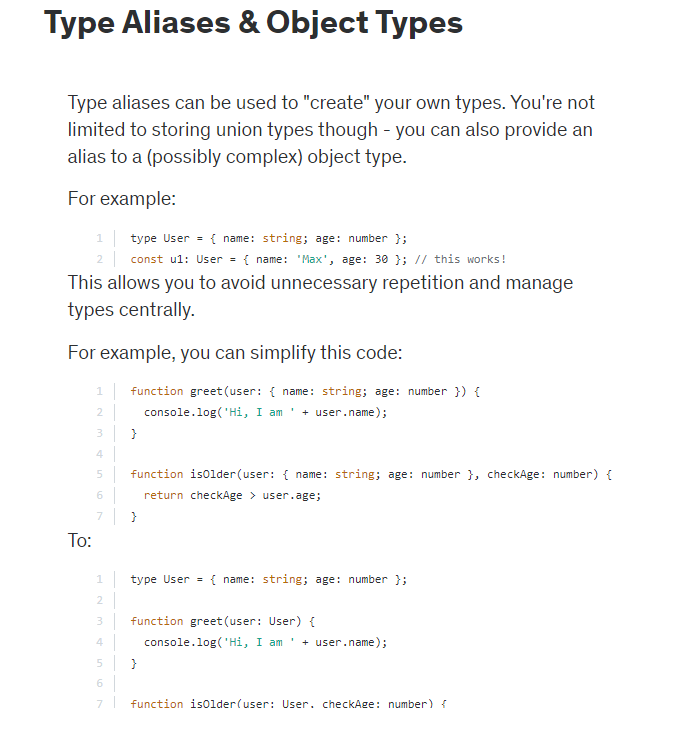 Type Aliases & Object Types
Type aliases can be used to "create" your own types. You're not
limited to storing union types though - you can also provide an
alias to a (possibly complex) object type.
For example:
1 type User = { name: string; age: number };
2 const u1: User = { name: 'Max', age: 30 }; // this works!
This allows you to avoid unnecessary repetition and manage
types centrally.
For example, you can simplify this code:
1 function greet(user: { name: string; age: number }) {
2 console.log('Hi, I am ' + user.name);
3 }
4
5 function isOlder(user: { name: string; age: number }, checkAge: number) {
6 return checkAge > user.age;
7 }
To:
1 type User = { name: string; age: number };
2
3 function greet(user: User) {
4 console.log('Hi, I am ' + user.name);
5 }
6
7 function isOlder(user: User, checkAge: number) {